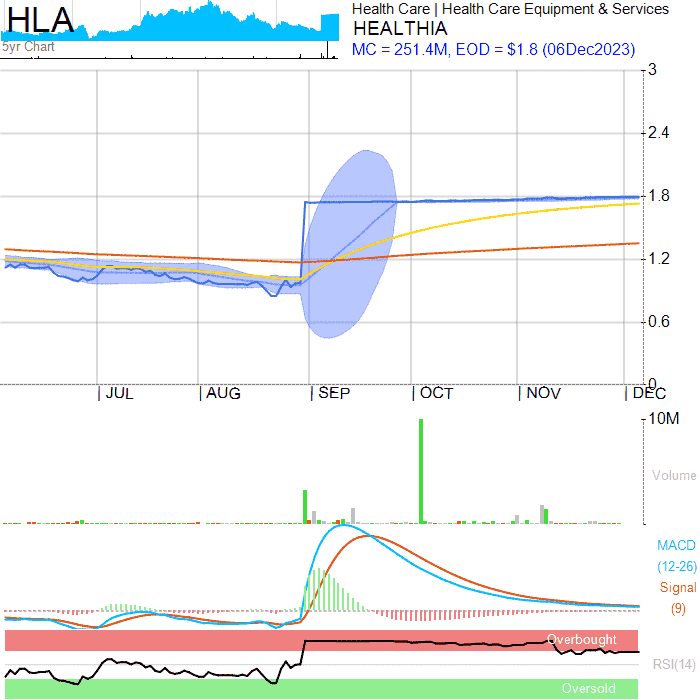 HLA
5yr Chart
Health Care | Health Care Equipment & Services
HEALTHIA
MC = 251.4M, EOD = $1.8 (06Dec2023)
3
2.4
1.8
1.2
0.6
0
JUL AUG SEP OCT NOV DEC
10M
Volume
MACD
(12-26)
Signal
(9)
Overbought
RSI(14)
Oversold